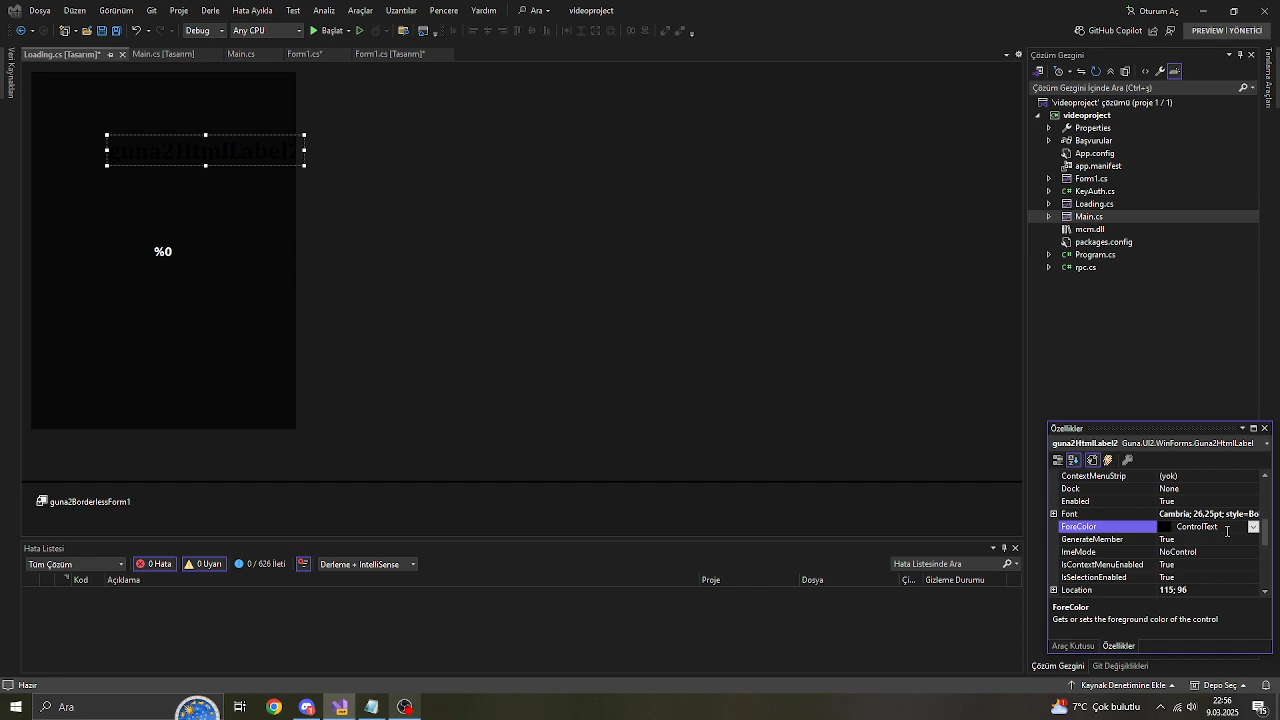 Dosya Düzen Görünüm Git Proje Derle Hata Ayıkla Test Analiz Araçlar Uzantılar Pencere Yardım Ara videoproject Oturum Aç
Debug Any CPU Başlat GitHub Copilot PREVIEW | YÖNETİCİ
Veri Kaynakları
Loading.cs [Tasarım]* Main.cs [Tasarım] Main.cs Form1.cs* Form1.cs [Tasarım]*
Çözüm Gezgini
Tanılama Araçları
Çözüm Gezgini İçinde Ara (Ctrl+ş)
'videoproject' çözümü (proje 1 / 1)
videoproject
Properties
Başvurular
App.config
app.manifest
Form1.cs
KeyAuth.cs
Loading.cs
Main.cs
mcm.dll
packages.config
Program.cs
rpc.cs
guna2HtmlLabel2
%0
guna2BorderlessForm1
Özellikler
guna2HtmlLabel2 Guna.UI2.WinForms.Guna2HtmlLabel
ContextMenuStrip (yok)
Dock None
Enabled True
Font Cambria; 26,25pt; style=Bo
ForeColor ControlText
GenerateMember True
ImeMode NoControl
IsContextMenuEnabled True
IsSelectionEnabled True
Location 115; 96
ForeColor
Gets or sets the foreground color of the control
Araç Kutusu Özellikler
Çözüm Gezgini Git Değişiklikleri
Hata Listesi
Tüm Çözüm 0 Hata 0 Uyarı 0 / 626 İleti Derleme + IntelliSense Hata Listesinde Ara
Kod Açıklama Proje Dosya Çi... Gizleme Durumu
Hazır Kaynak Denetimine Ekle Depo Seç
Ara 7°C Çok bulutlu 22:56
9.03.2025